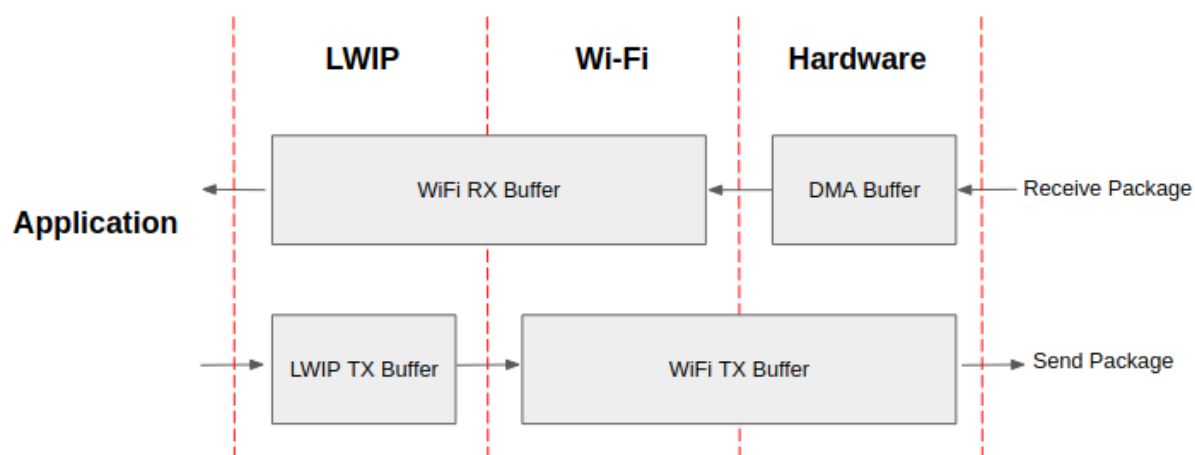 LWIP
Wi-Fi
Hardware
WiFi RX Buffer
DMA Buffer
Receive Package
Application
LWIP TX Buffer
WiFi TX Buffer
Send Package